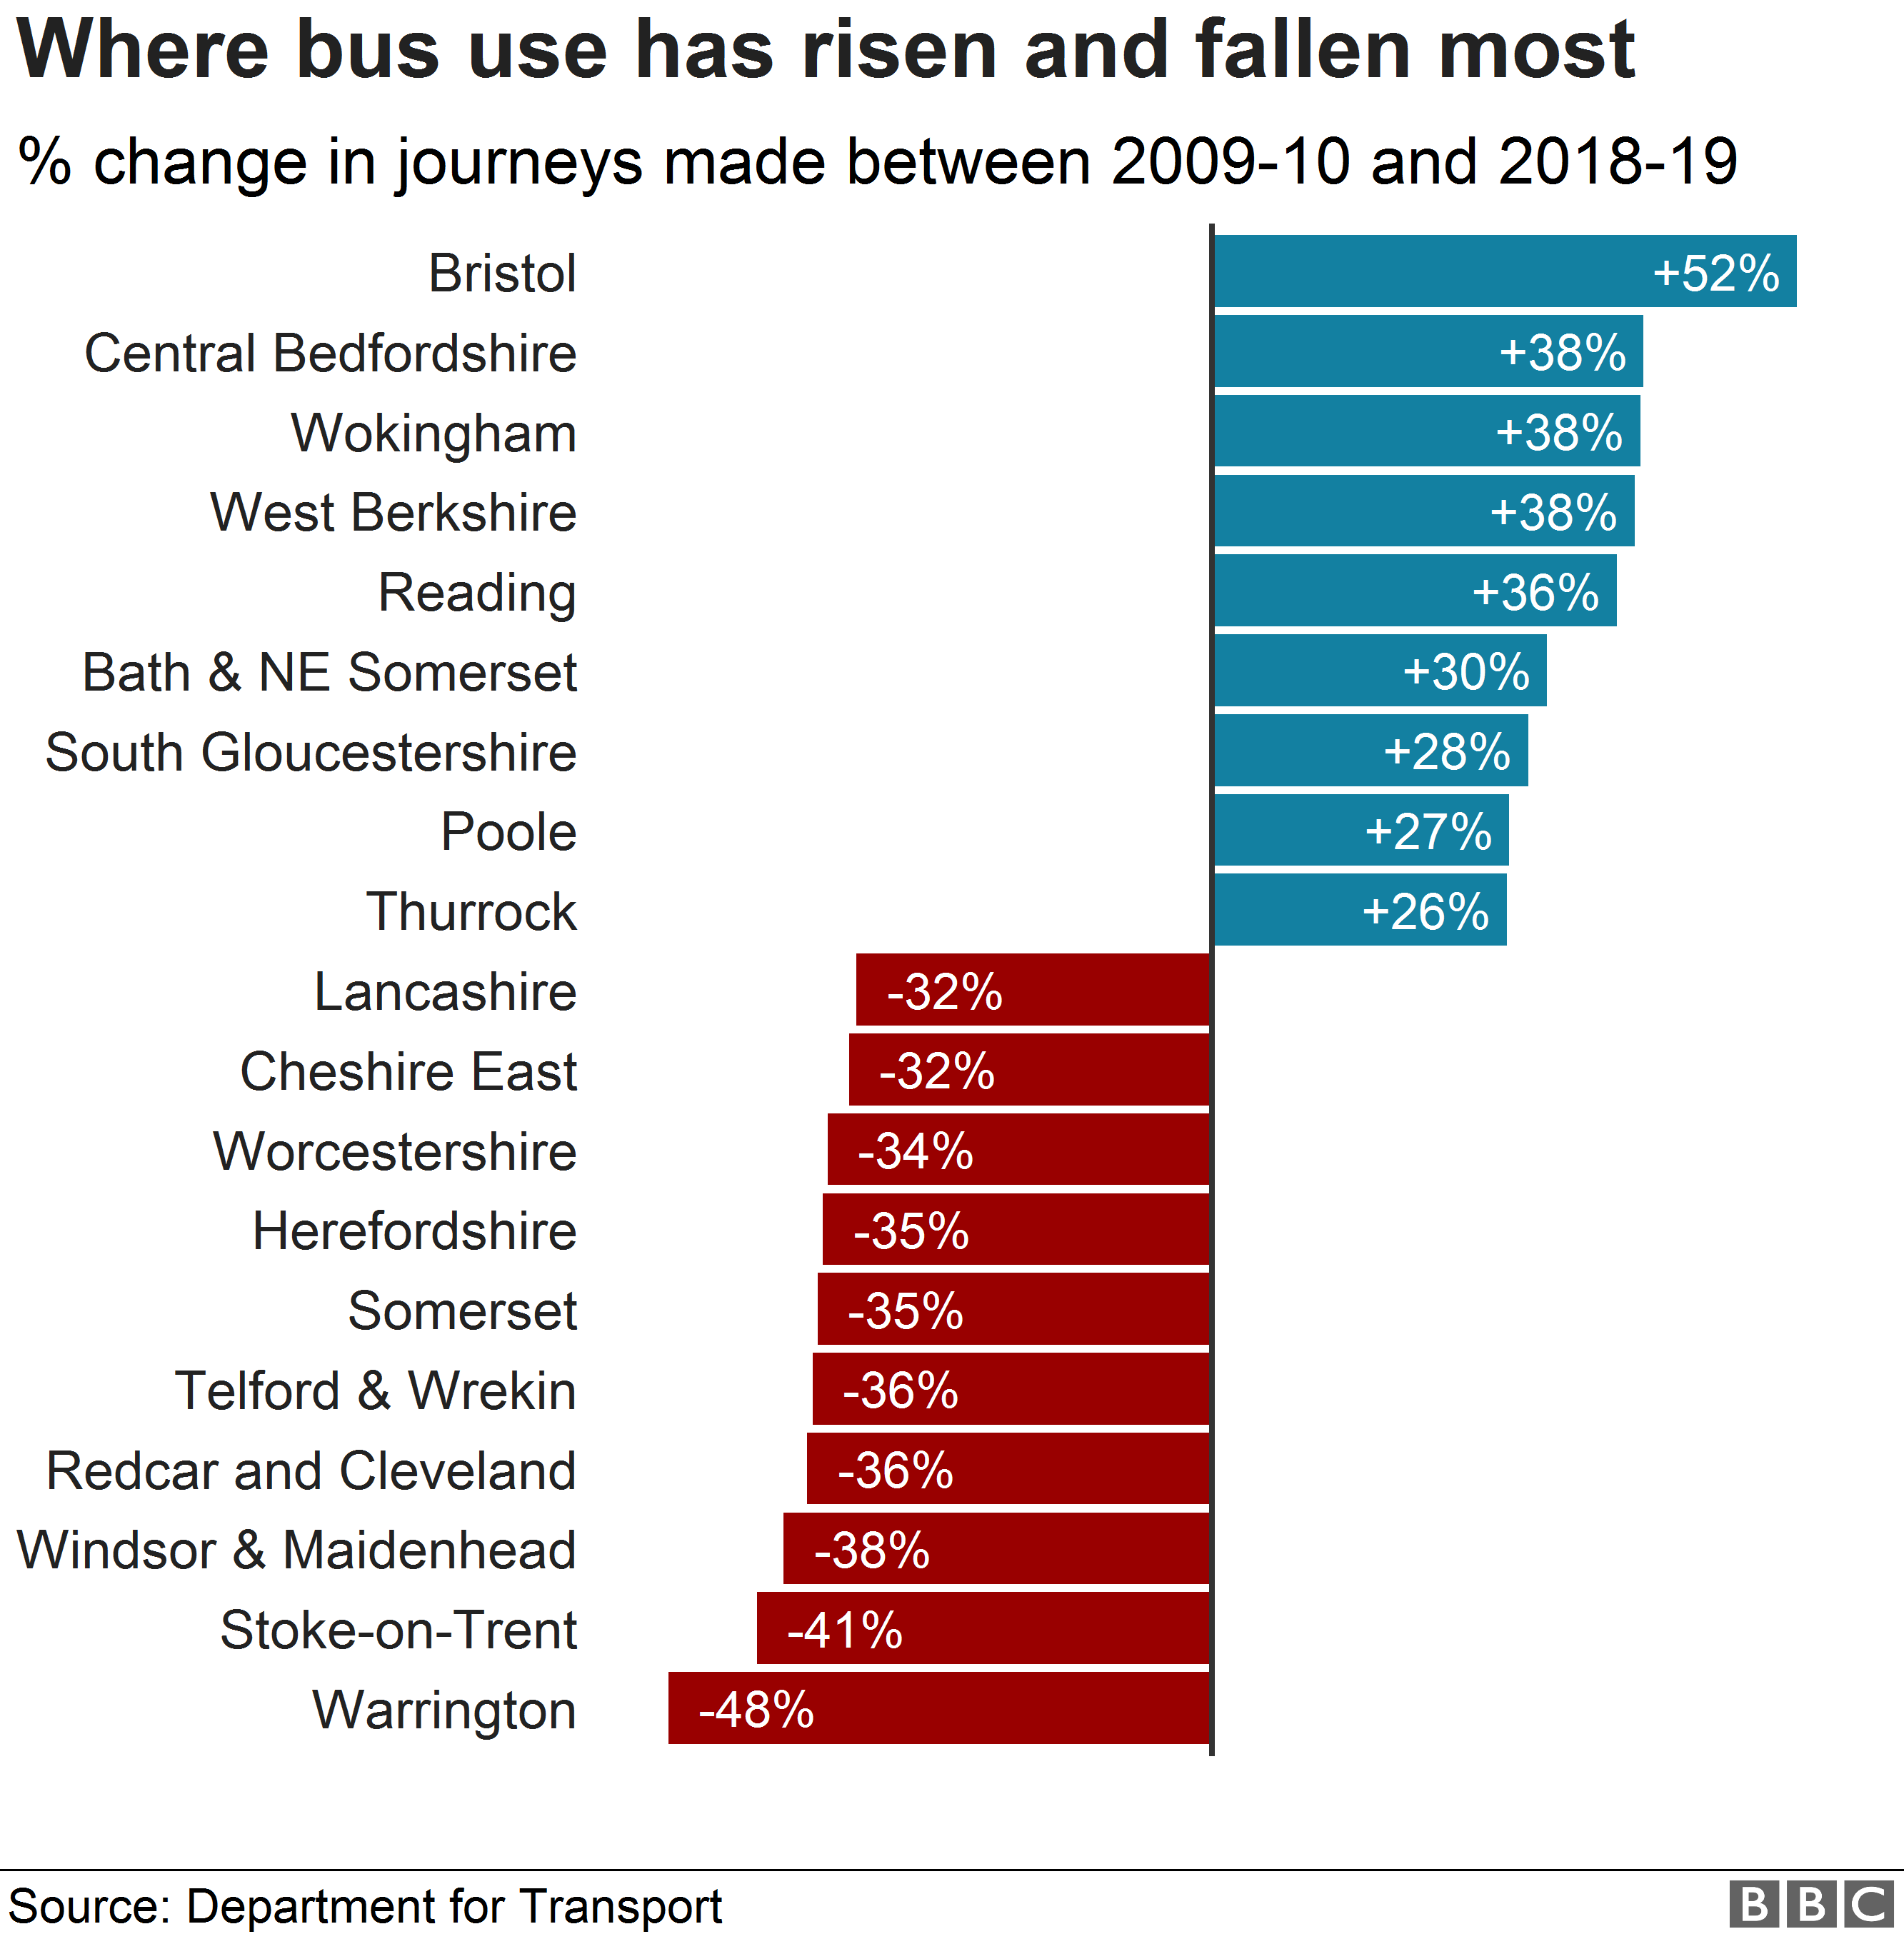 Where bus use has risen and fallen most
% change in journeys made between 2009-10 and 2018-19
Bristol +52%
Central Bedfordshire +38%
Wokingham +38%
West Berkshire +38%
Reading +36%
Bath & NE Somerset +30%
South Gloucestershire +28%
Poole +27%
Thurrock +26%
Lancashire -32%
Cheshire East -32%
Worcestershire -34%
Herefordshire -35%
Somerset -35%
Telford & Wrekin -36%
Redcar and Cleveland -36%
Windsor & Maidenhead -38%
Stoke-on-Trent -41%
Warrington -48%
Source: Department for Transport BBC